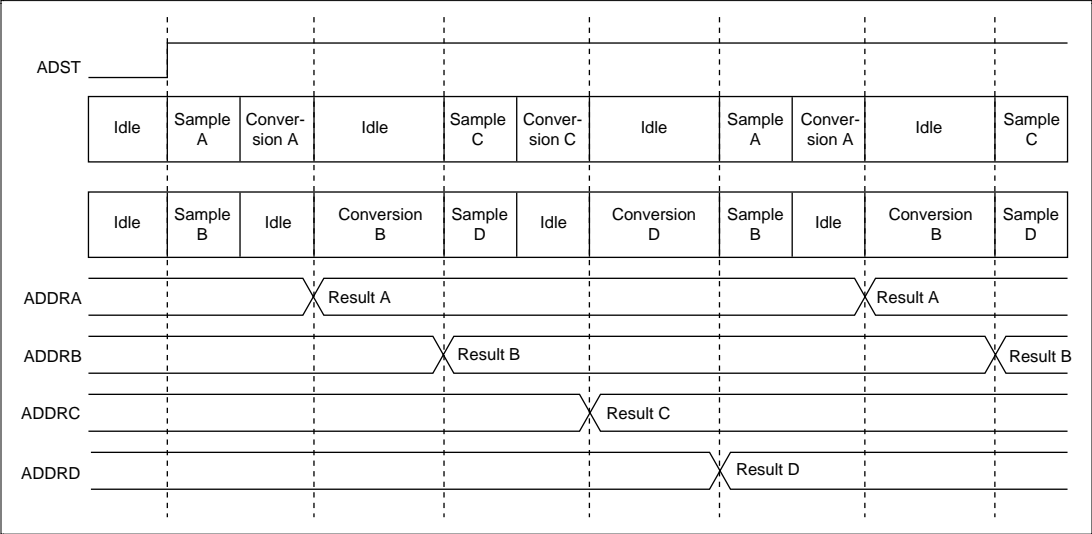 ADST
Idle
Sample
A
Conver-
sion A
Idle
Sample
C
Conver-
sion C
Idle
Sample
A
Conver-
sion A
Idle
Sample
C
Idle
Sample
B
Idle
Conversion
B
Sample
D
Idle
Conversion
D
Sample
B
Idle
Conversion
B
Sample
D
ADDRA
Result A
Result A
ADDRB
Result B
Result B
ADDRC
Result C
ADDRD
Result D